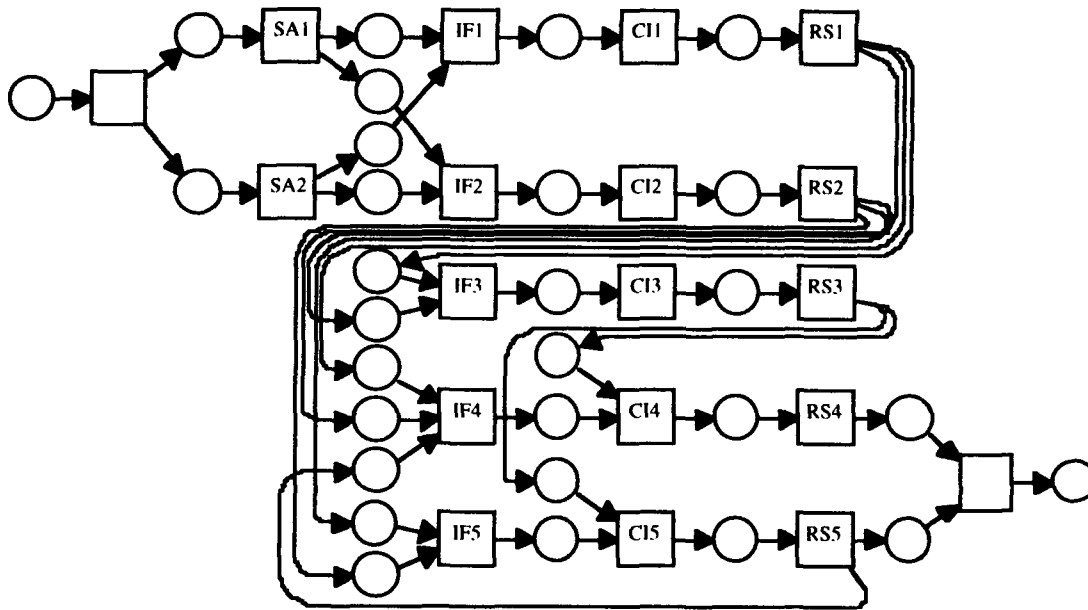 SA1
IF1
CI1
RS1
SA2
IF2
CI2
RS2
IF3
CI3
RS3
IF4
CI4
RS4
IF5
CI5
RS5